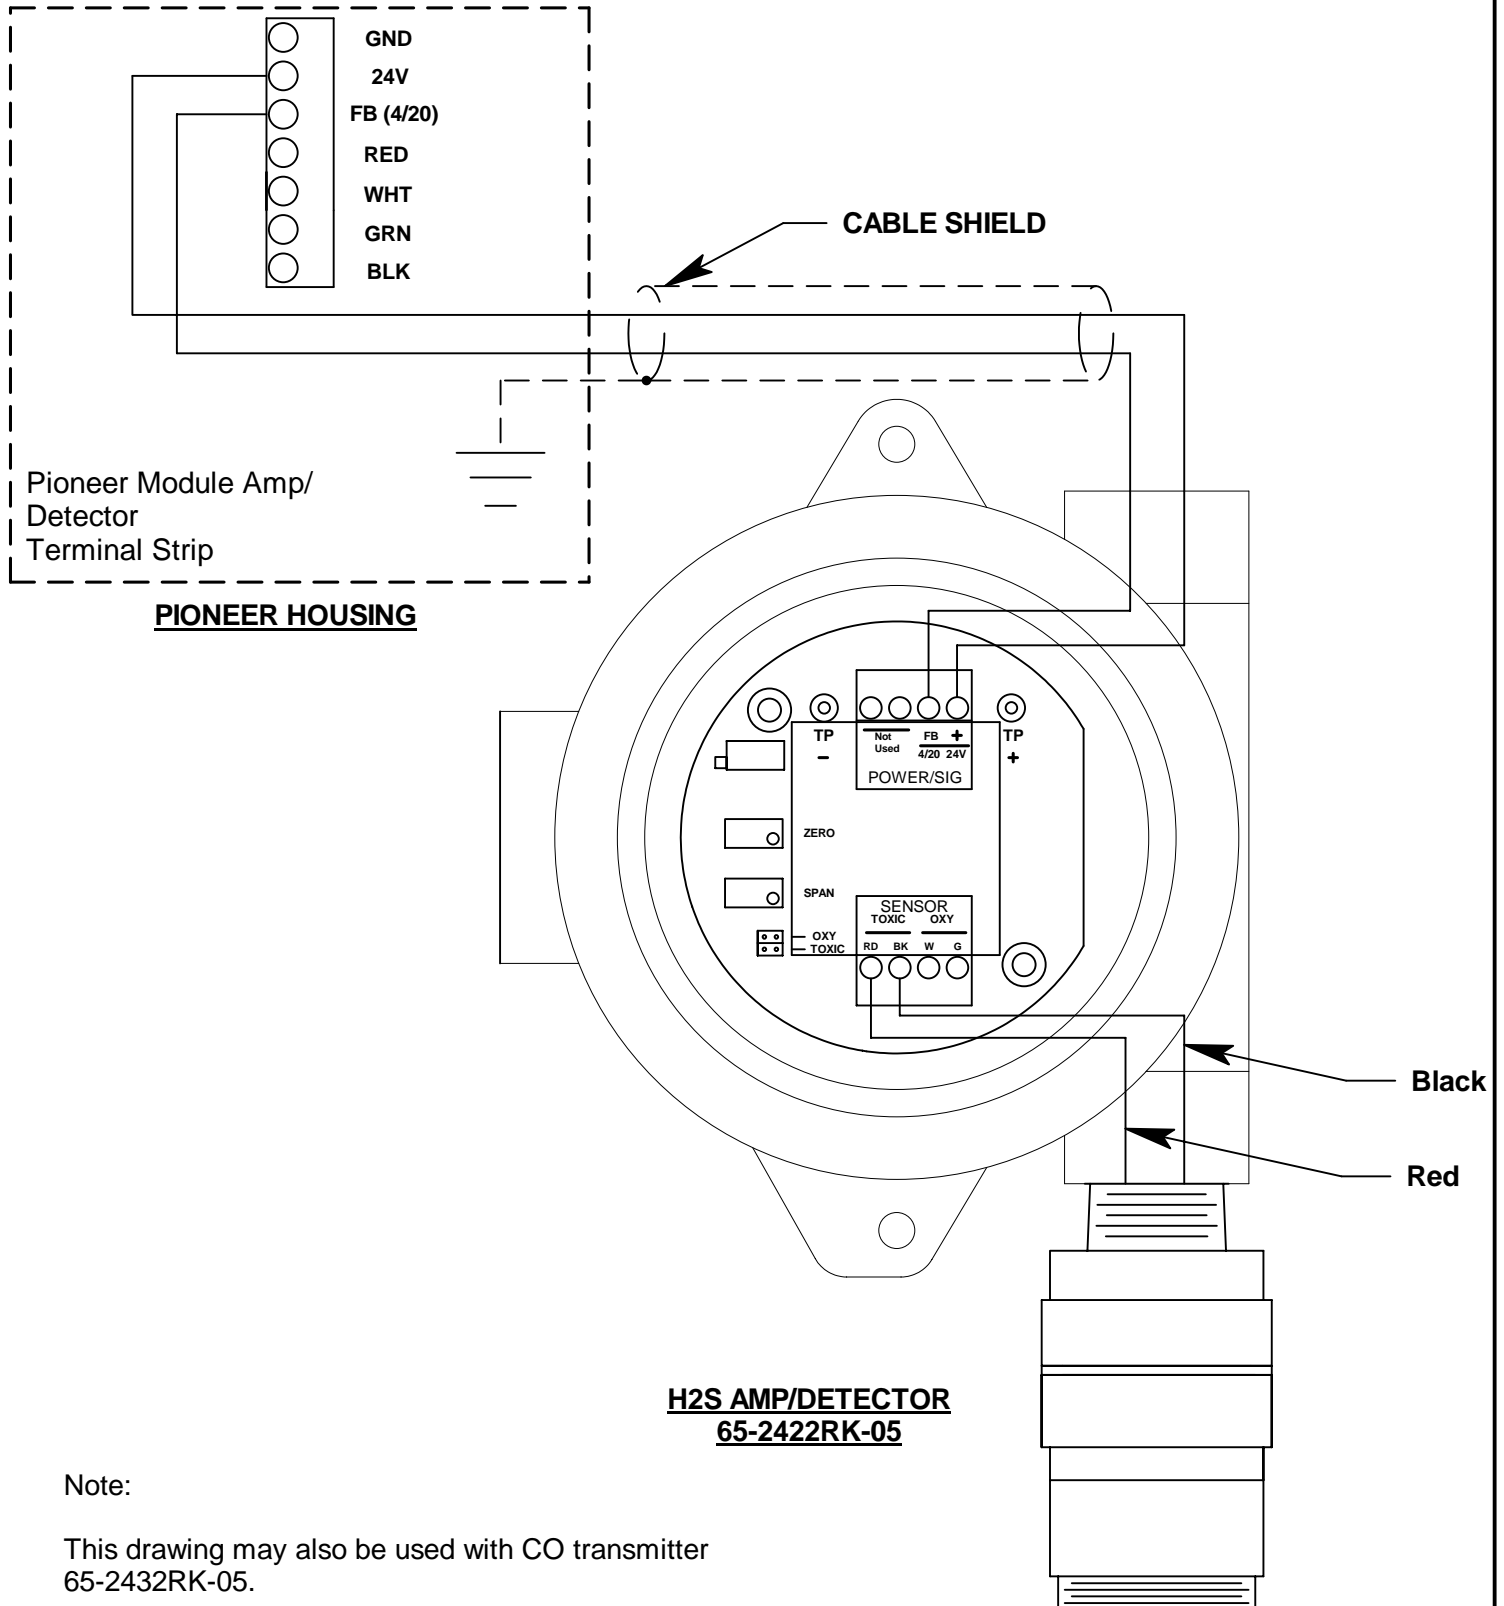 GND
24V
FB (4/20)
RED
WHT
GRN
BLK
CABLE SHIELD
Pioneer Module Amp/
Detector
Terminal Strip
PIONEER HOUSING
TP
-
Not
Used
FB +
4/20 24V
POWER/SIG
TP
+
ZERO
SPAN
OXY
TOXIC
SENSOR
TOXIC OXY
RD BK W G
Black
Red
H2S AMP/DETECTOR
65-2422RK-05
Note:
This drawing may also be used with CO transmitter
65-2432RK-05.